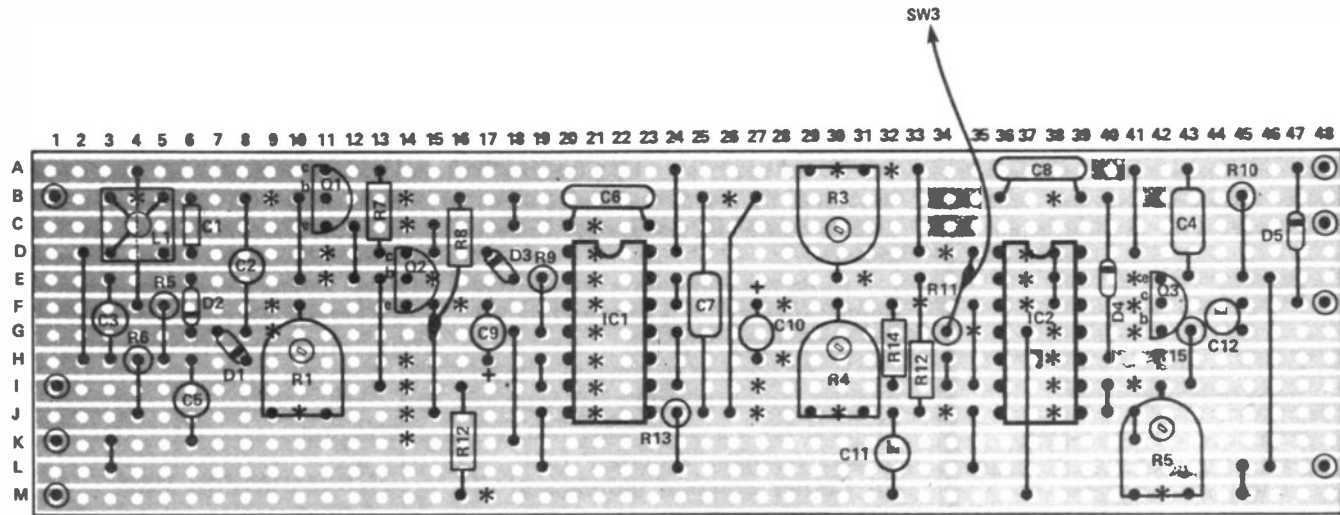 SW3
1 2 3 4 5 6 7 8 9 10 11 12 13 14 15 16 17 18 19 20 21 22 23 24 25 26 27 28 29 30 31 32 33 34 35 36 37 38 39 40 41 42 43 44 45 46 47 48
A c C8 R10
B b Q1 R7 C6 R3
C L1 C1 e R8 C4 D5
D c Q2 D3 R9
E C2 R5 b + e Q3
F C3 D2 e C7 R11 D4 c
G R6 C9 IC1 C10 R14 IC2 b C12
H D1 R1 R4 R12 15
I C5 +
J R13
K R12 C11 R5
L
M